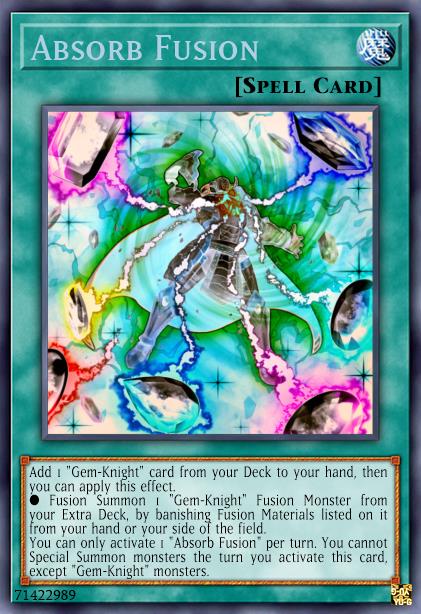 Absorb Fusion
魔
[Spell Card]
Add 1 "Gem-Knight" card from your Deck to your hand, then
you can apply this effect.
● Fusion Summon 1 "Gem-Knight" Fusion Monster from
your Extra Deck, by banishing Fusion Materials listed on it
from your hand or your side of the field.
You can only activate 1 "Absorb Fusion" per turn. You cannot
Special Summon monsters the turn you activate this card,
except "Gem-Knight" monsters.
71422989